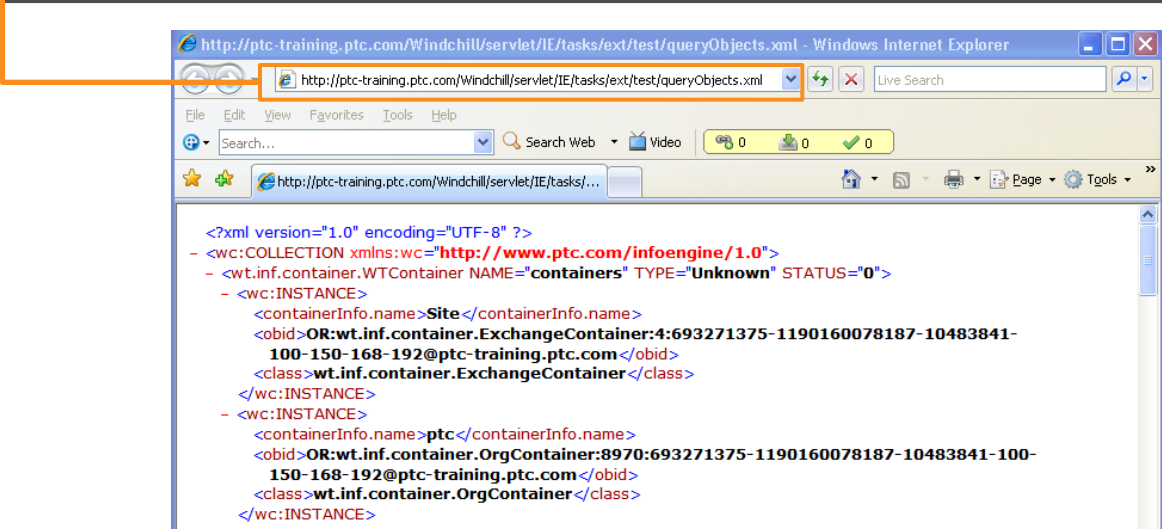 http://ptc-training.ptc.com/Windchill/servlet/IE/tasks/ext/test/queryObjects.xml - Windows Internet Explorer
http://ptc-training.ptc.com/Windchill/servlet/IE/tasks/ext/test/queryObjects.xml Live Search
File Edit View Favorites Tools Help
Search... Search Web Video 0 0 0
http://ptc-training.ptc.com/Windchill/servlet/IE/tasks/... Page Tools »
<?xml version="1.0" encoding="UTF-8" ?>
- <wc:COLLECTION xmlns:wc="http://www.ptc.com/infoengine/1.0">
- <wt.inf.container.WTContainer NAME="containers" TYPE="Unknown" STATUS="0">
- <wc:INSTANCE>
<containerInfo.name>Site</containerInfo.name>
<obid>OR:wt.inf.container.ExchangeContainer:4:693271375-1190160078187-10483841-
100-150-168-192@ptc-training.ptc.com</obid>
<class>wt.inf.container.ExchangeContainer</class>
</wc:INSTANCE>
- <wc:INSTANCE>
<containerInfo.name>ptc</containerInfo.name>
<obid>OR:wt.inf.container.OrgContainer:8970:693271375-1190160078187-10483841-100-
150-168-192@ptc-training.ptc.com</obid>
<class>wt.inf.container.OrgContainer</class>
</wc:INSTANCE>